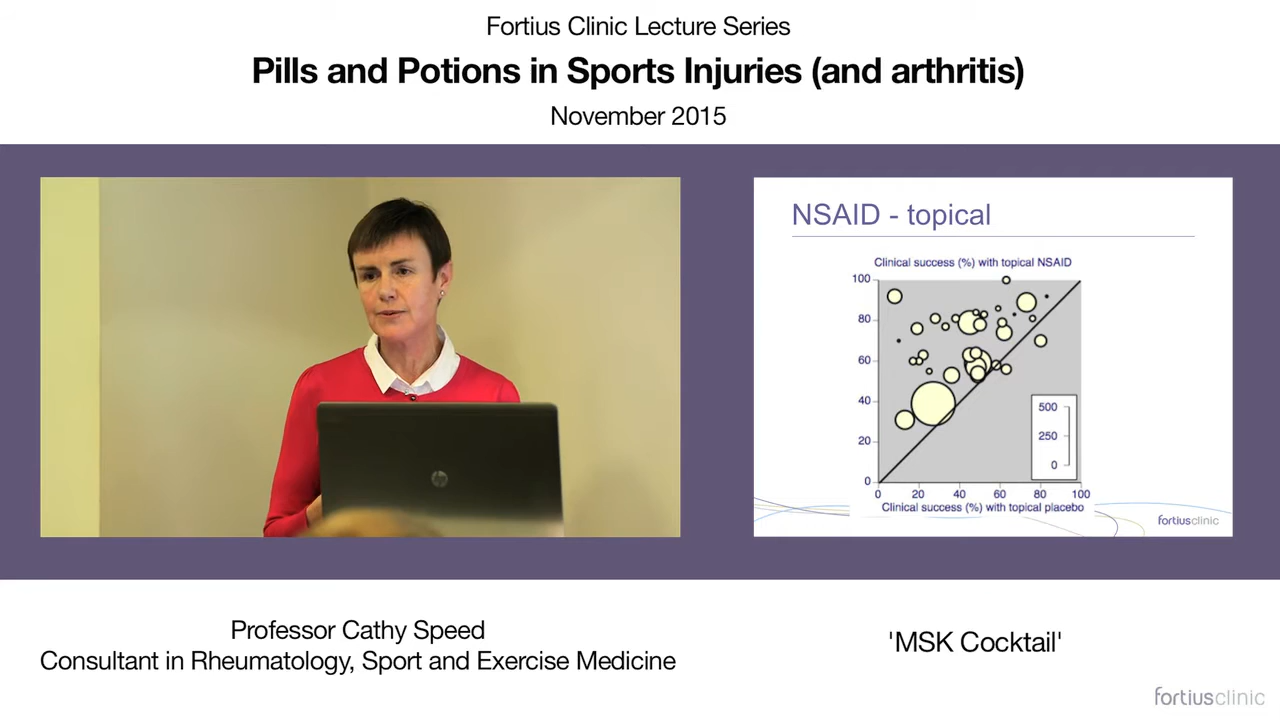 Fortius Clinic Lecture Series
Pills and Potions in Sports Injuries (and arthritis)
November 2015
NSAID - topical
Clinical success (%) with topical NSAID
100
80
60
40
20
0
500
250
0
0 20 40 60 80 100
Clinical success (%) with topical placebo
fortiusclinic
hp
Professor Cathy Speed
Consultant in Rheumatology, Sport and Exercise Medicine
'MSK Cocktail'
fortiusclinic